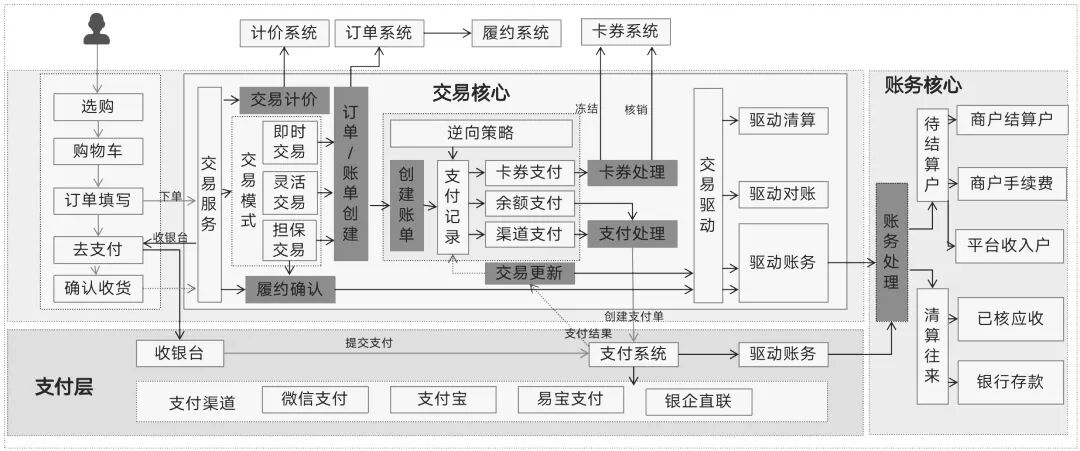 计价系统
订单系统
履约系统
卡券系统
选购
购物车
订单填写
去支付
确认收货
下单
收银台
交易核心
交易服务
交易计价
交易模式
即时
交易
灵活
交易
担保
交易
履约确认
订单/账单创建
逆向策略
创建账单
支付记录
卡券支付
余额支付
渠道支付
冻结
核销
卡券处理
支付处理
交易更新
创建支付单
支付结果
交易驱动
驱动清算
驱动对账
驱动账务
账务核心
账务处理
待结算户
商户结算户
商户手续费
平台收入户
清算往来
已核应收
银行存款
支付层
收银台
提交支付
支付系统
驱动账务
支付渠道
微信支付
支付宝
易宝支付
银企直联